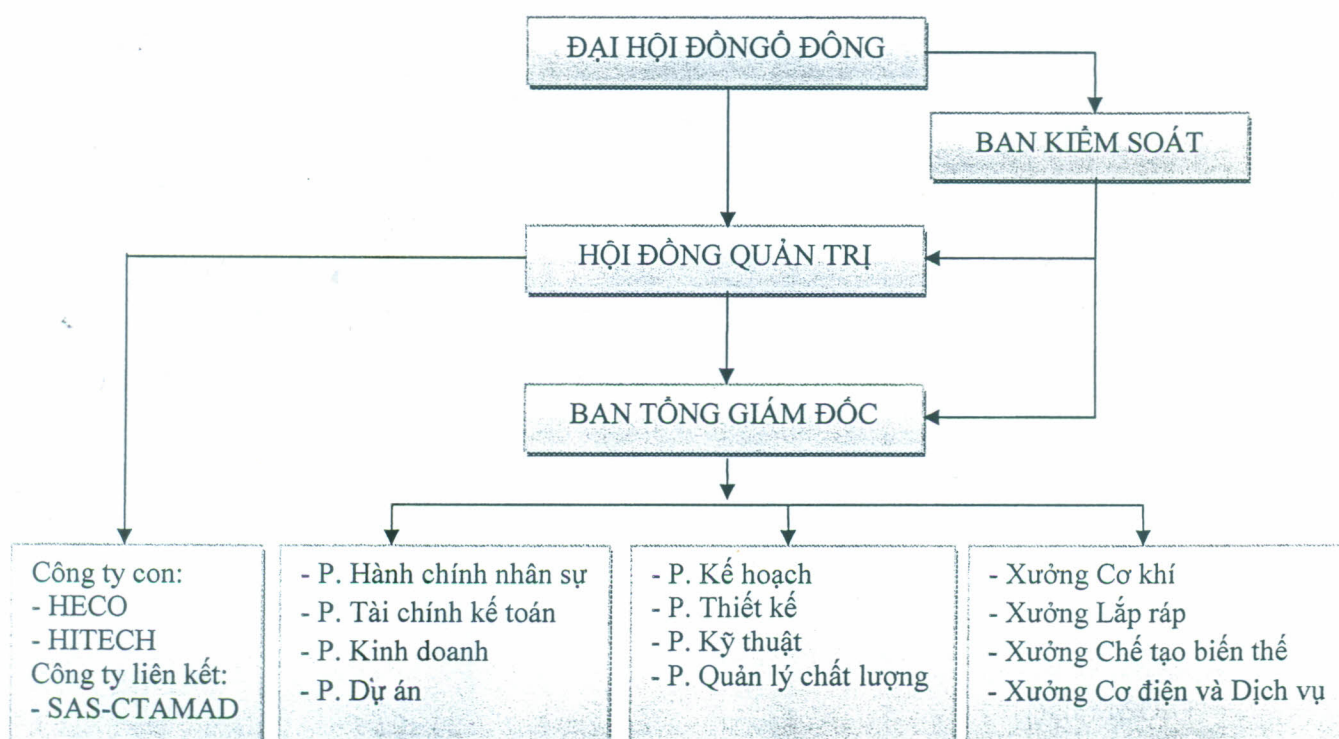 ĐẠI HỘI ĐỒNGỔ ĐÔNG
BAN KIỂM SOÁT
HỘI ĐỒNG QUẢN TRỊ
BAN TỔNG GIÁM ĐỐC
Công ty con:
- HECO
- HITECH
Công ty liên kết:
- SAS-CTAMAD
- P. Hành chính nhân sự
- P. Tài chính kế toán
- P. Kinh doanh
- P. Dự án
- P. Kế hoạch
- P. Thiết kế
- P. Kỹ thuật
- P. Quản lý chất lượng
- Xưởng Cơ khí
- Xưởng Lắp ráp
- Xưởng Chế tạo biến thế
- Xưởng Cơ điện và Dịch vụ